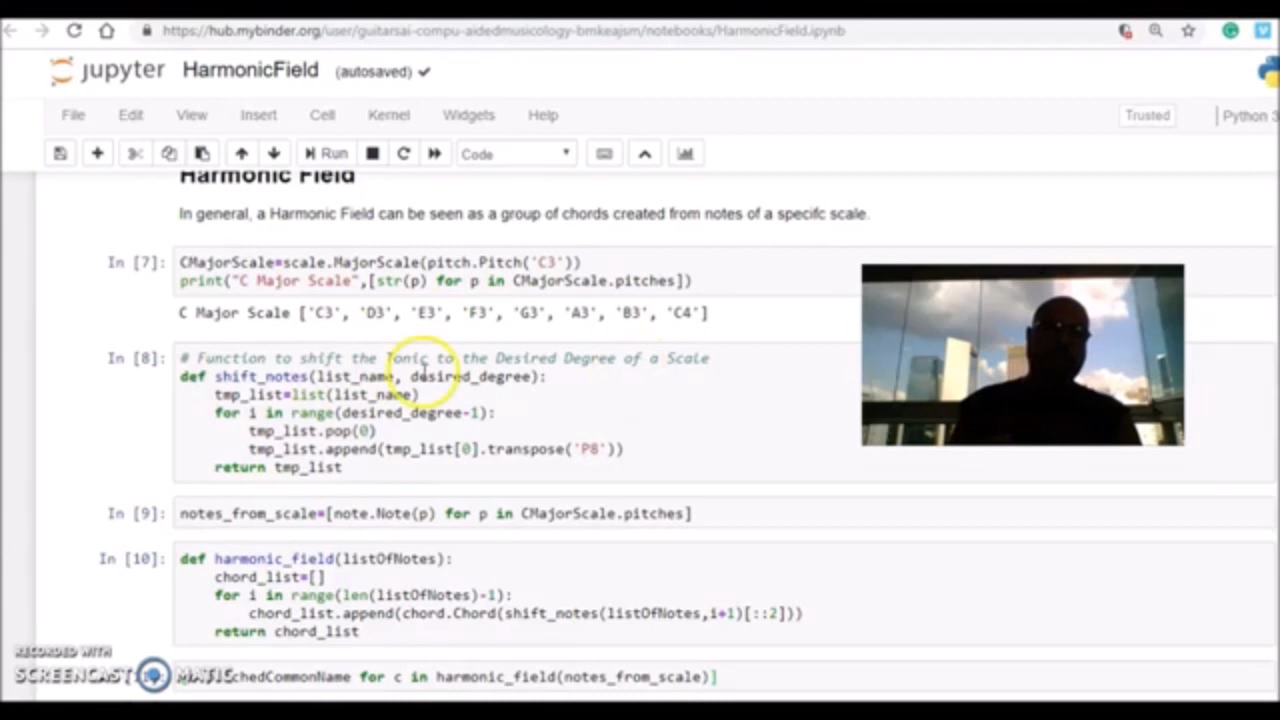 https://hub.mybinder.org/user/guitarsai-compu-aidedmusicology-bmkeajsm/notebooks/HarmonicField.ipynb
jupyter HarmonicField (autosaved)
File Edit View Insert Cell Kernel Widgets Help Trusted Python 3
Run Code
Harmonic Field
In general, a Harmonic Field can be seen as a group of chords created from notes of a specifc scale.
In [7]: CMajorScale=scale.MajorScale(pitch.Pitch('C3'))
print("C Major Scale",[str(p) for p in CMajorScale.pitches])
C Major Scale ['C3', 'D3', 'E3', 'F3', 'G3', 'A3', 'B3', 'C4']
In [8]: # Function to shift the Tonic to the Desired Degree of a Scale
def shift_notes(list_name, desired_degree):
tmp_list=list(list_name)
for i in range(desired_degree-1):
tmp_list.pop(0)
tmp_list.append(tmp_list[0].transpose('P8'))
return tmp_list
In [9]: notes_from_scale=[note.Note(p) for p in CMajorScale.pitches]
In [10]: def harmonic_field(listOfNotes):
chord_list=[]
for i in range(len(listOfNotes)-1):
chord_list.append(chord.Chord(shift_notes(listOfNotes,i+1)[::2]))
return chord_list
RECORDED WITH
SCREENCAST MATIC
for c in harmonic_field(notes_from_scale)]